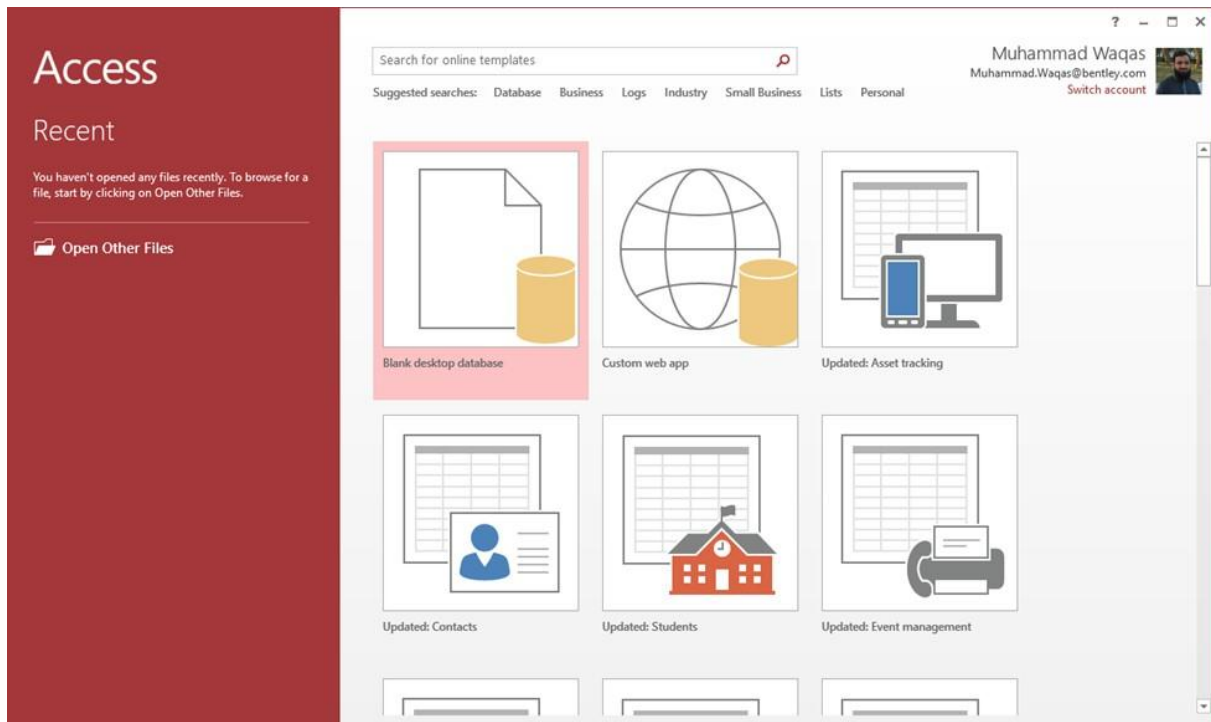 ?
Access
Recent
You haven't opened any files recently. To browse for a
file, start by clicking on Open Other Files.
Open Other Files
Search for online templates
Suggested searches: Database Business Logs Industry Small Business Lists Personal
Muhammad Waqas
Muhammad.Waqas@bentley.com
Switch account
Blank desktop database
Custom web app
Updated: Asset tracking
Updated: Contacts
Updated: Students
Updated: Event management